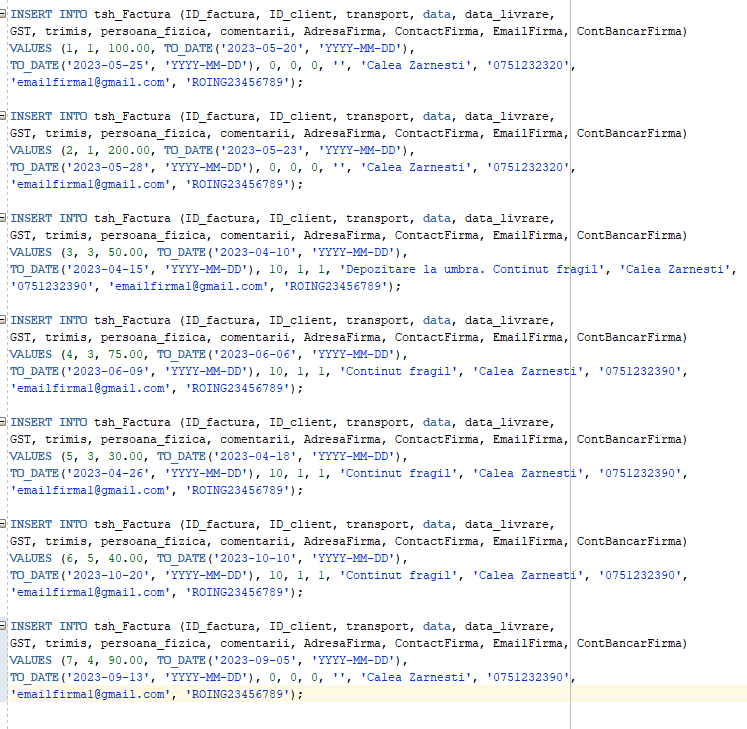 INSERT INTO tsh_Factura (ID_factura, ID_client, transport, data, data_livrare,
GST, trimis, persoana_fizica, comentarii, AdresaFirma, ContactFirma, EmailFirma, ContBancarFirma)
VALUES (1, 1, 100.00, TO_DATE('2023-05-20', 'YYYY-MM-DD'),
TO_DATE('2023-05-25', 'YYYY-MM-DD'), 0, 0, 0, '', 'Calea Zarnesti', '0751232320',
'emailfirma1@gmail.com', 'ROING23456789');
INSERT INTO tsh_Factura (ID_factura, ID_client, transport, data, data_livrare,
GST, trimis, persoana_fizica, comentarii, AdresaFirma, ContactFirma, EmailFirma, ContBancarFirma)
VALUES (2, 1, 200.00, TO_DATE('2023-05-23', 'YYYY-MM-DD'),
TO_DATE('2023-05-28', 'YYYY-MM-DD'), 0, 0, 0, '', 'Calea Zarnesti', '0751232320',
'emailfirma1@gmail.com', 'ROING23456789');
INSERT INTO tsh_Factura (ID_factura, ID_client, transport, data, data_livrare,
GST, trimis, persoana_fizica, comentarii, AdresaFirma, ContactFirma, EmailFirma, ContBancarFirma)
VALUES (3, 3, 50.00, TO_DATE('2023-04-10', 'YYYY-MM-DD'),
TO_DATE('2023-04-15', 'YYYY-MM-DD'), 10, 1, 1, 'Depozitare la umbra. Continut fragil', 'Calea Zarnesti',
'0751232390', 'emailfirma1@gmail.com', 'ROING23456789');
INSERT INTO tsh_Factura (ID_factura, ID_client, transport, data, data_livrare,
GST, trimis, persoana_fizica, comentarii, AdresaFirma, ContactFirma, EmailFirma, ContBancarFirma)
VALUES (4, 3, 75.00, TO_DATE('2023-06-06', 'YYYY-MM-DD'),
TO_DATE('2023-06-09', 'YYYY-MM-DD'), 10, 1, 1, 'Continut fragil', 'Calea Zarnesti', '0751232390',
'emailfirma1@gmail.com', 'ROING23456789');
INSERT INTO tsh_Factura (ID_factura, ID_client, transport, data, data_livrare,
GST, trimis, persoana_fizica, comentarii, AdresaFirma, ContactFirma, EmailFirma, ContBancarFirma)
VALUES (5, 3, 30.00, TO_DATE('2023-04-18', 'YYYY-MM-DD'),
TO_DATE('2023-04-26', 'YYYY-MM-DD'), 10, 1, 1, 'Continut fragil', 'Calea Zarnesti', '0751232390',
'emailfirma1@gmail.com', 'ROING23456789');
INSERT INTO tsh_Factura (ID_factura, ID_client, transport, data, data_livrare,
GST, trimis, persoana_fizica, comentarii, AdresaFirma, ContactFirma, EmailFirma, ContBancarFirma)
VALUES (6, 5, 40.00, TO_DATE('2023-10-10', 'YYYY-MM-DD'),
TO_DATE('2023-10-20', 'YYYY-MM-DD'), 10, 1, 1, 'Continut fragil', 'Calea Zarnesti', '0751232390',
'emailfirma1@gmail.com', 'ROING23456789');
INSERT INTO tsh_Factura (ID_factura, ID_client, transport, data, data_livrare,
GST, trimis, persoana_fizica, comentarii, AdresaFirma, ContactFirma, EmailFirma, ContBancarFirma)
VALUES (7, 4, 90.00, TO_DATE('2023-09-05', 'YYYY-MM-DD'),
TO_DATE('2023-09-13', 'YYYY-MM-DD'), 0, 0, 0, '', 'Calea Zarnesti', '0751232390',
'emailfirma1@gmail.com', 'ROING23456789');